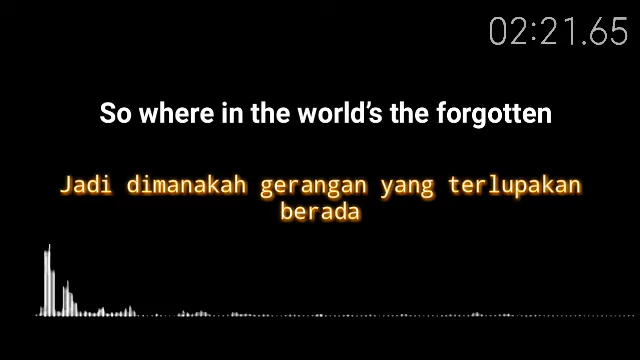 02:21.65
So where in the world’s the forgotten
Jadi dimanakah gerangan yang terlupakan
berada